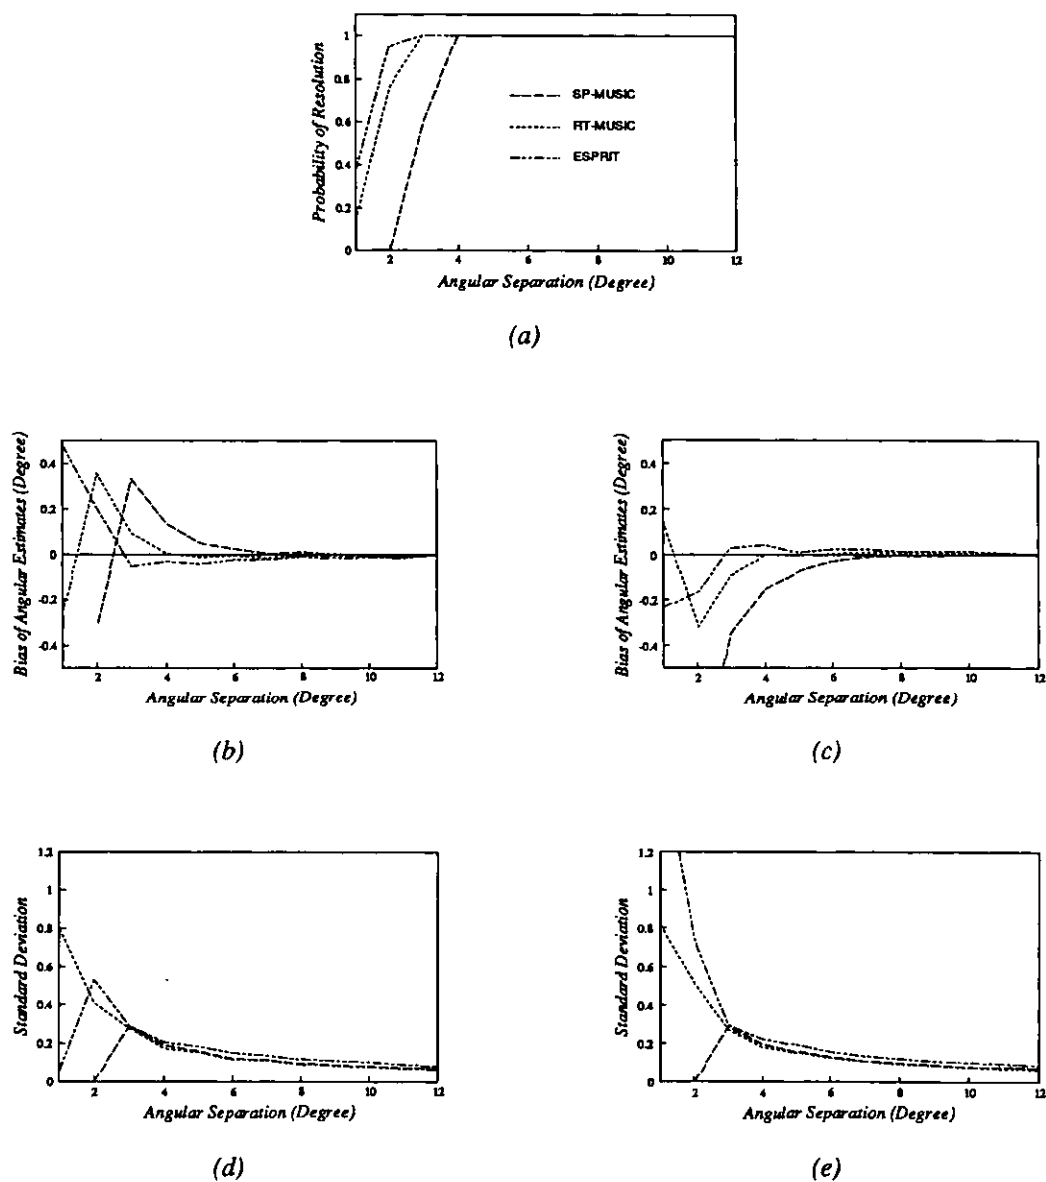 Probability of Resolution
1
0.8
0.6
0.4
0.2
0
SP-MUSIC
RT-MUSIC
ESPRIT
2 4 6 8 10 12
Angular Separation (Degree)
(a)
Bias of Angular Estimates (Degree)
0.4
0.2
0
-0.2
-0.4
2 4 6 8 10 12
Angular Separation (Degree)
(b)
Bias of Angular Estimates (Degree)
0.4
0.2
0
-0.2
-0.4
2 4 6 8 10 12
Angular Separation (Degree)
(c)
Standard Deviation
1.2
1
0.8
0.6
0.4
0.2
0
2 4 6 8 10 12
Angular Separation (Degree)
(d)
Standard Deviation
1.2
1
0.8
0.6
0.4
0.2
0
2 4 6 8 10 12
Angular Separation (Degree)
(e)